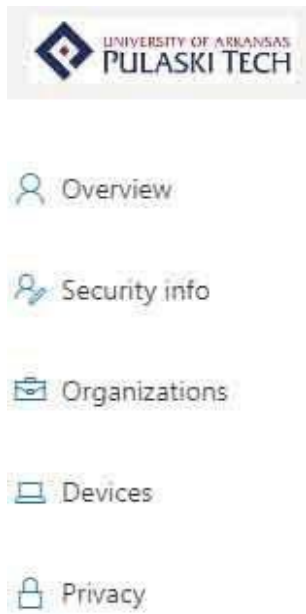 UNIVERSITY OF ARKANSAS
PULASKI TECH
Overview
Security info
Organizations
Devices
Privacy